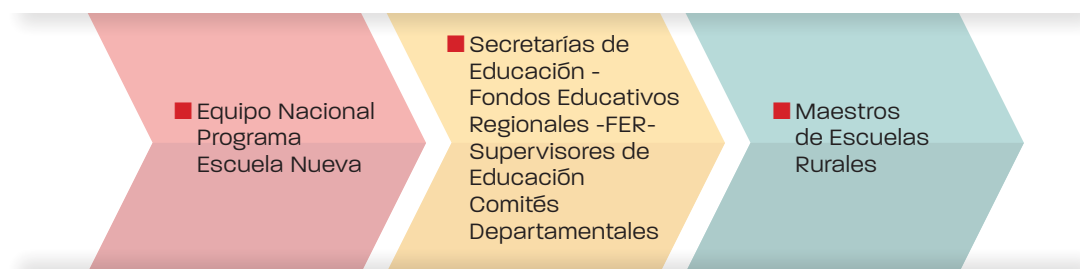 Equipo Nacional
Programa
Escuela Nueva
Secretarías de
Educación -
Fondos Educativos
Regionales -FER-
Supervisores de
Educación
Comités
Departamentales
Maestros
de Escuelas
Rurales